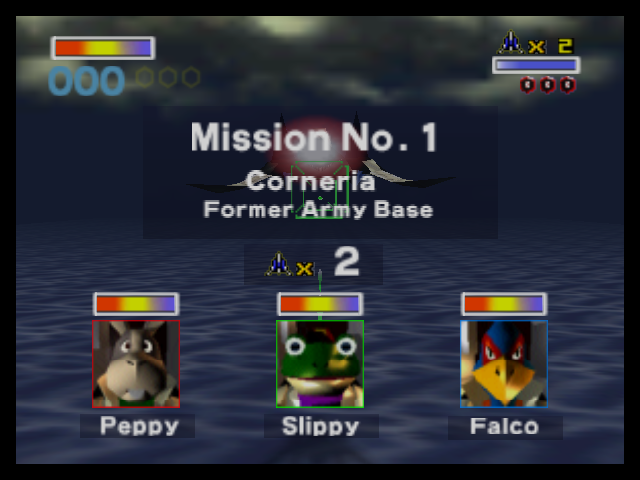 000
x 2
Mission No. 1
Corneria
Former Army Base
x 2
Peppy
Slippy
Falco